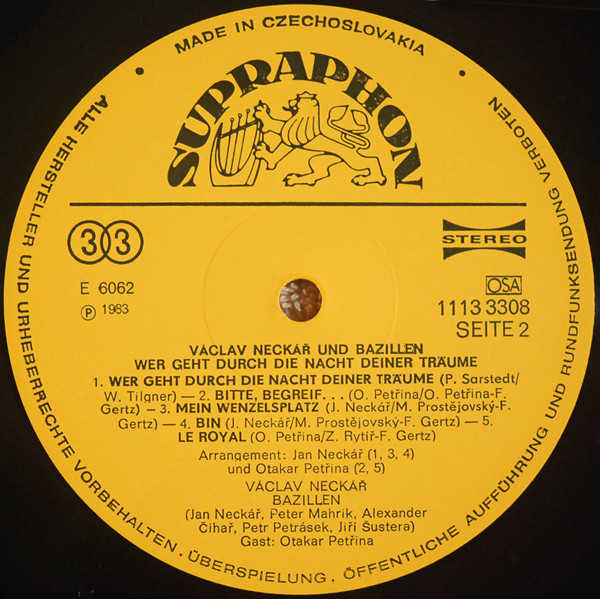 MADE IN CZECHOSLOVAKIA
SUPRAPHON
33
STEREO
E 6062
Ⓟ 1983
OSA
1113 3308
SEITE 2
VÁCLAV NECKÁŘ UND BAZILLEN
WER GEHT DURCH DIE NACHT DEINER TRÄUME
1. WER GEHT DURCH DIE NACHT DEINER TRÄUME (P. Sarstedt/
W. Tilgner) — 2. BITTE, BEGREIF. . . (O. Petřina/O. Petřina-F.
Gertz) — 3. MEIN WENZELSPLATZ (J. Neckář/M. Prostějovský-F.
Gertz) — 4. BIN (J. Neckář/M. Prostějovský-F. Gertz) — 5.
LE ROYAL (O. Petřina/Z. Rytíř-F. Gertz)
Arrangement: Jan Neckář (1, 3, 4)
und Otakar Petřina (2, 5)
VÁCLAV NECKÁŘ
BAZILLEN
(Jan Neckář, Peter Mahrik, Alexander
Čihař, Petr Petrásek, Jiří Šustera)
Gast: Otakar Petřina
ALLE HERSTELLER UND URHEBERRECHTE VORBEHALTEN. ÜBERSPIELUNG, ÖFFENTLICHE AUFFÜHRUNG UND RUNDFUNKSENDUNG VERBOTEN